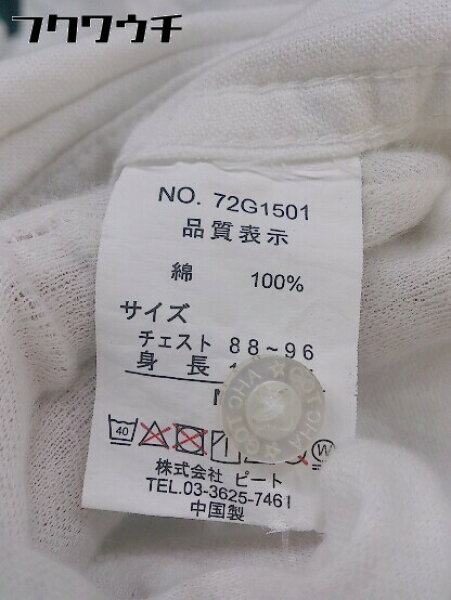 フクワウチ
NO. 72G1501
品質表示
綿 100%
サイズ
チェスト 88~96
身長
40 W
株式会社 ピート
TEL.03-3625-7461
中国製